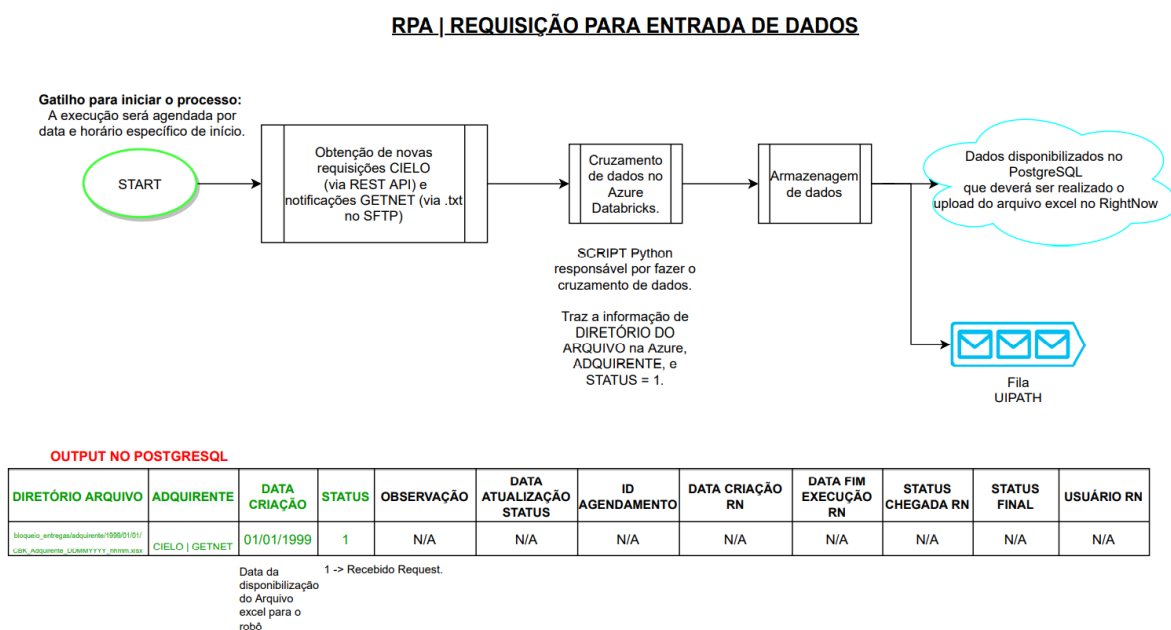 RPA | REQUISIÇÃO PARA ENTRADA DE DADOS
Gatilho para iniciar o processo:
A execução será agendada por
data e horário específico de início.
START
Obtenção de novas
requisições CIELO
(via REST API) e
notificações GETNET (via .txt
no SFTP)
Cruzamento
de dados no
Azure
Databricks.
Armazenagem
de dados
Dados disponibilizados no
PostgreSQL
que deverá ser realizado o
upload do arquivo excel no RightNow
SCRIPT Python
responsável por fazer o
cruzamento de dados.
Traz a informação de
DIRETÓRIO DO
ARQUIVO na Azure,
ADQUIRENTE, e
STATUS = 1.
Fila
UIPATH
OUTPUT NO POSTGRESQL
DIRETÓRIO ARQUIVO
ADQUIRENTE
DATA
CRIAÇÃO
STATUS
OBSERVAÇÃO
DATA
ATUALIZAÇÃO
STATUS
ID
AGENDAMENTO
DATA CRIAÇÃO
RN
DATA FIM
EXECUÇÃO
RN
STATUS
CHEGADA RN
STATUS
FINAL
USUÁRIO RN
bloqueio_entregas/adquirente/1999/01/01/
CBK_Adquirente_DDMMYYYY_hhmm.xlsx
CIELO | GETNET
01/01/1999
1
N/A
N/A
N/A
N/A
N/A
N/A
N/A
N/A
Data da
disponibilização
do Arquivo
excel para o
robô
1 -> Recebido Request.